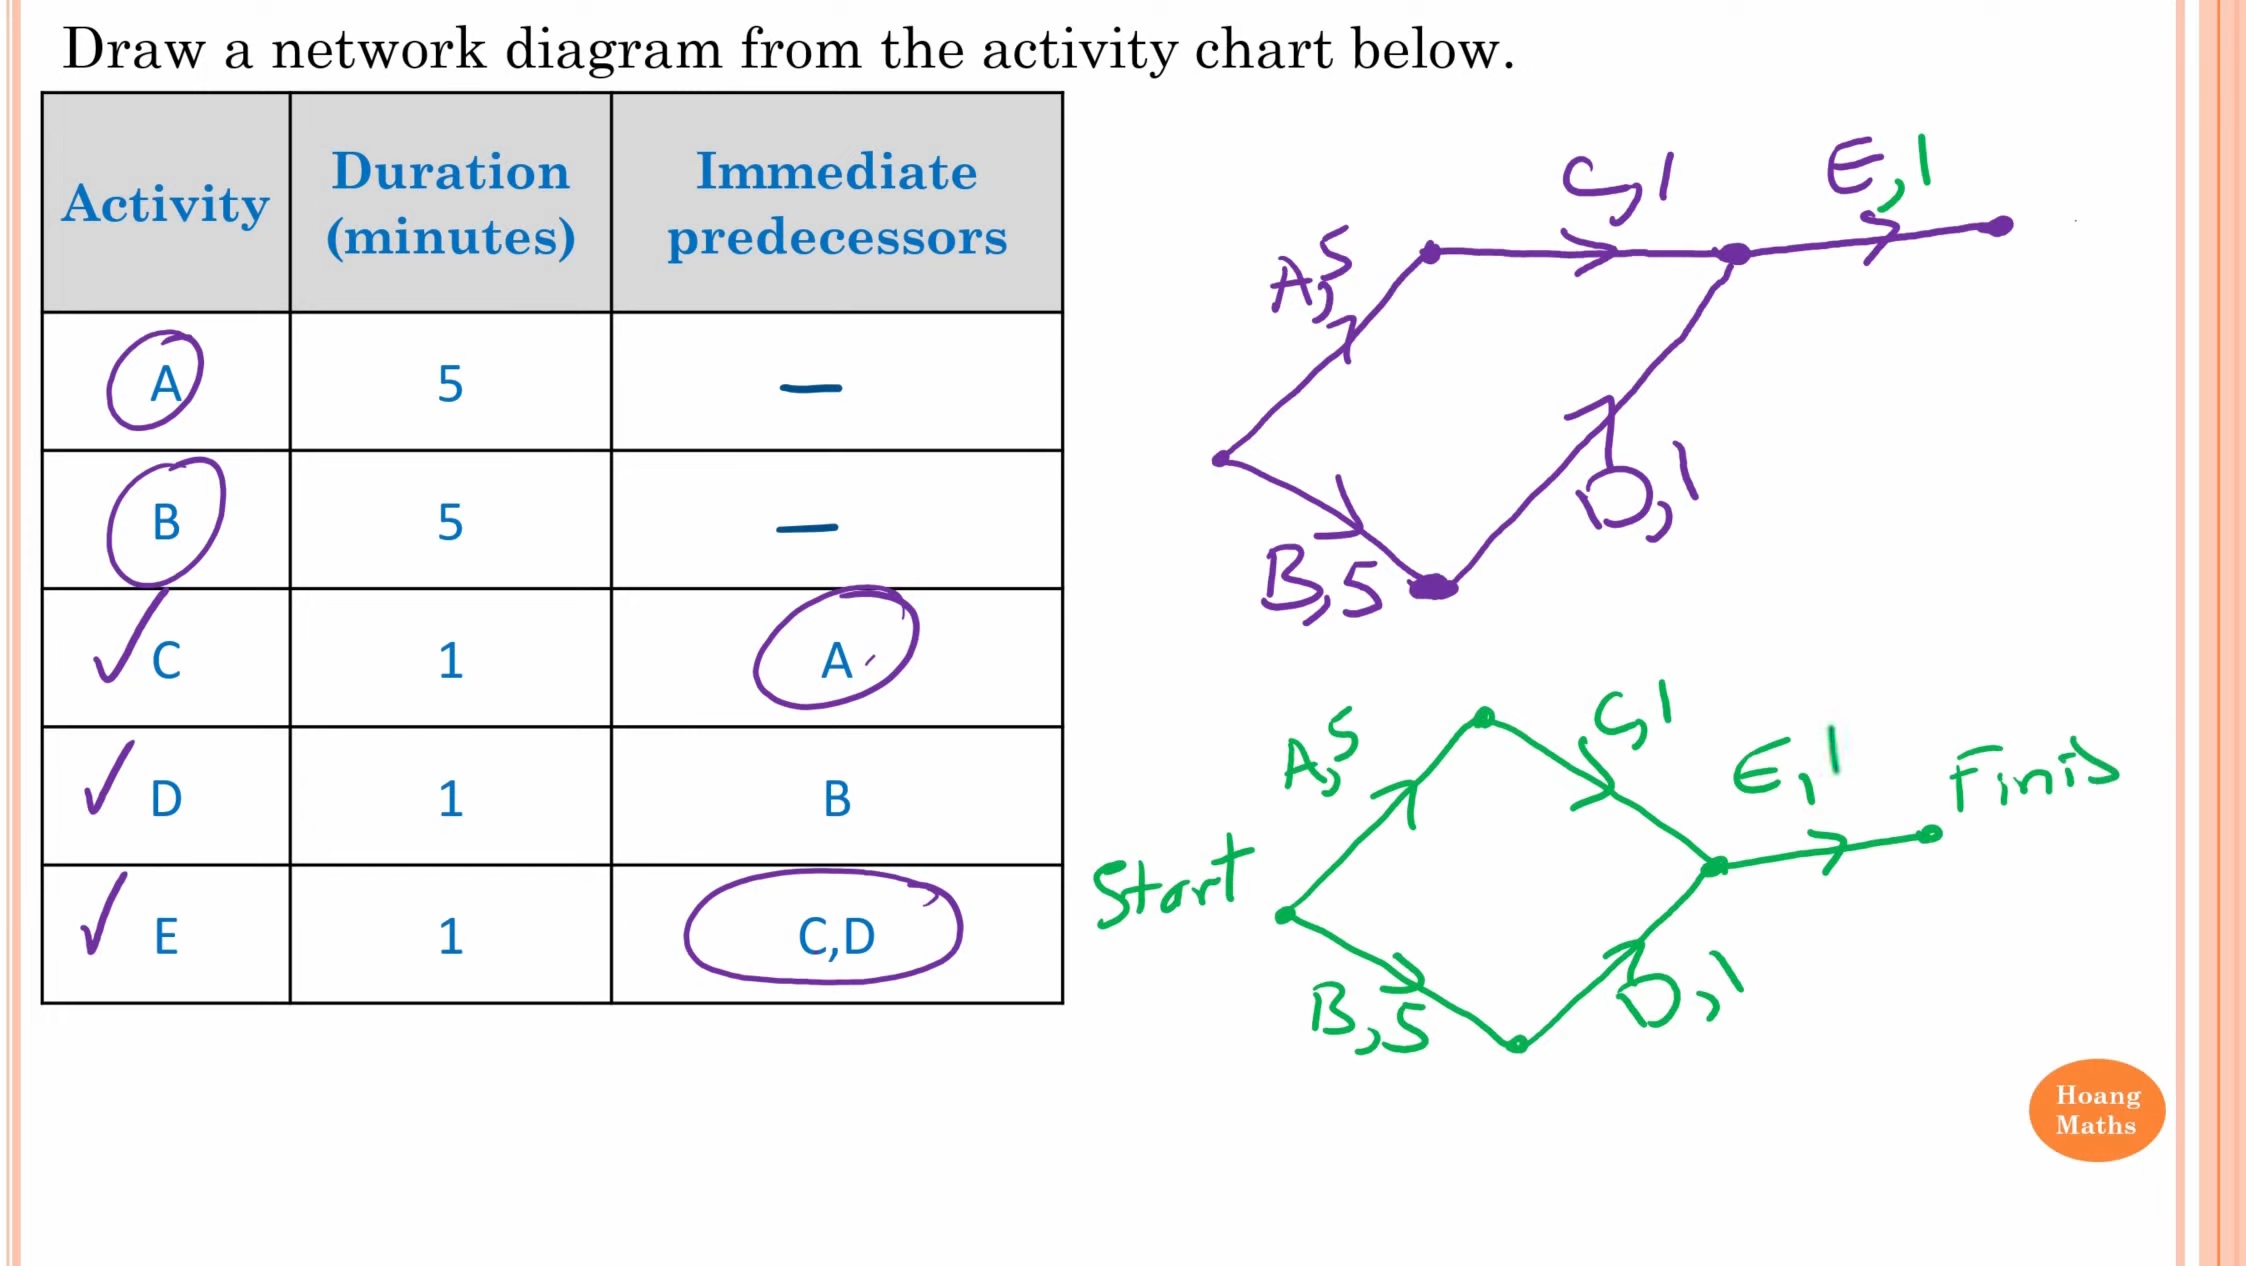 Draw a network diagram from the activity chart below.
Activity Duration (minutes) Immediate predecessors
A 5 —
B 5 —
C 1 A
D 1 B
E 1 C,D
A,5
C,1
E,1
B,5
D,1
Start
A,5
C,1
E,1
Finis
B,5
D,1
Hoang
Maths